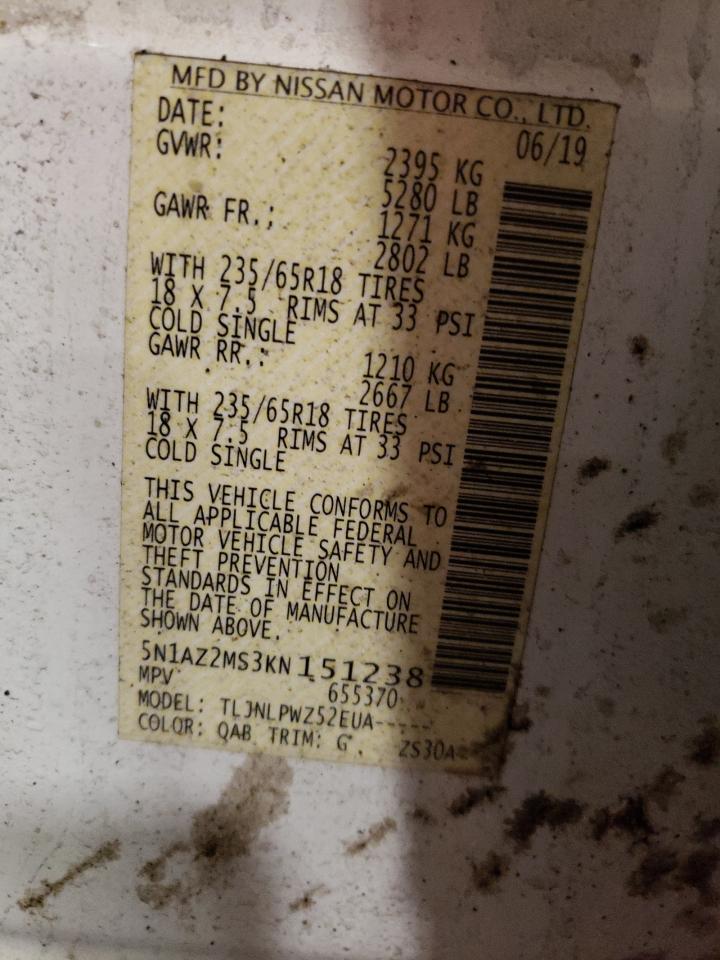 MFD BY NISSAN MOTOR CO., LTD.
DATE: 06/19
GVWR: 2395 KG
5280 LB
GAWR FR.: 1271 KG
2802 LB
WITH 235/65R18 TIRES
18 X 7.5 RIMS AT 33 PSI
COLD SINGLE
GAWR RR.: 1210 KG
2667 LB
WITH 235/65R18 TIRES
18 X 7.5 RIMS AT 33 PSI
COLD SINGLE
THIS VEHICLE CONFORMS TO
ALL APPLICABLE FEDERAL
MOTOR VEHICLE SAFETY AND
THEFT PREVENTION
STANDARDS IN EFFECT ON
THE DATE OF MANUFACTURE
SHOWN ABOVE.
5N1AZ2MS3KN151238
MPV 655370
MODEL: TLJNLPWZ52EUA-----
COLOR: QAB TRIM: G ZS30A